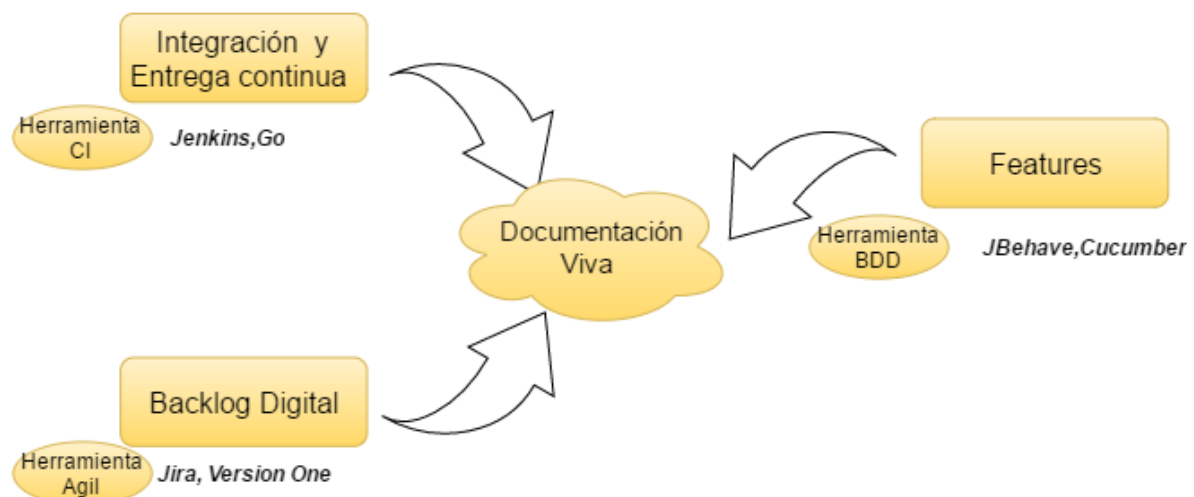 Integración y
Entrega continua
Herramienta
CI
Jenkins,Go
Features
Herramienta
BDD
JBehave,Cucumber
Documentación
Viva
Backlog Digital
Herramienta
Agil
Jira, Version One